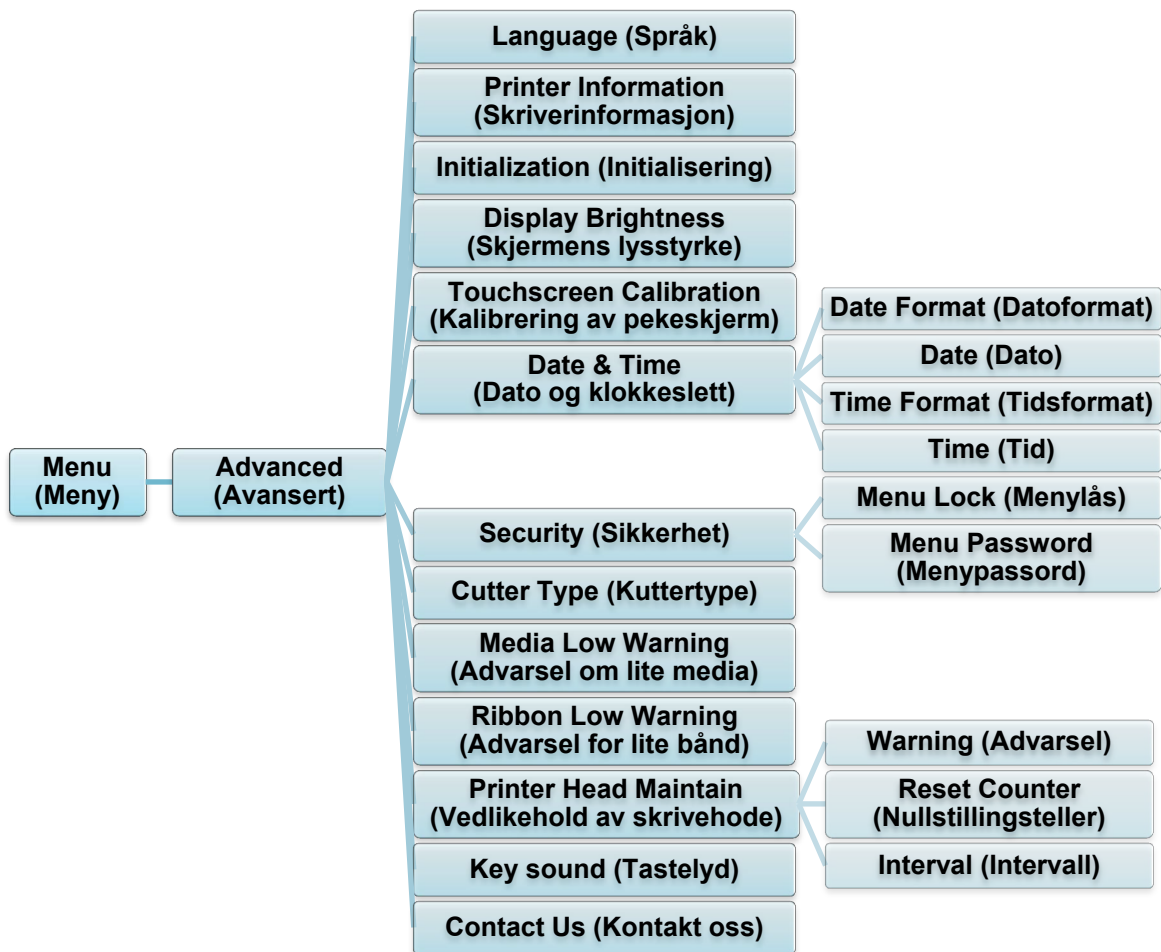 Menu
(Meny)
Advanced
(Avansert)
Language (Språk)
Printer Information
(Skriverinformasjon)
Initialization (Initialisering)
Display Brightness
(Skjermens lysstyrke)
Touchscreen Calibration
(Kalibrering av pekeskjerm)
Date & Time
(Dato og klokkeslett)
Date Format (Datoformat)
Date (Dato)
Time Format (Tidsformat)
Time (Tid)
Security (Sikkerhet)
Menu Lock (Menylås)
Menu Password
(Menypassord)
Cutter Type (Kuttertype)
Media Low Warning
(Advarsel om lite media)
Ribbon Low Warning
(Advarsel for lite bånd)
Printer Head Maintain
(Vedlikehold av skrivehode)
Warning (Advarsel)
Reset Counter
(Nullstillingsteller)
Interval (Intervall)
Key sound (Tastelyd)
Contact Us (Kontakt oss)